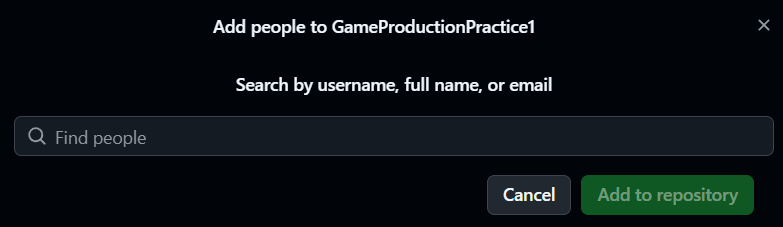 Add people to GameProductionPractice1
Search by username, full name, or email
Find people
Cancel
Add to repository